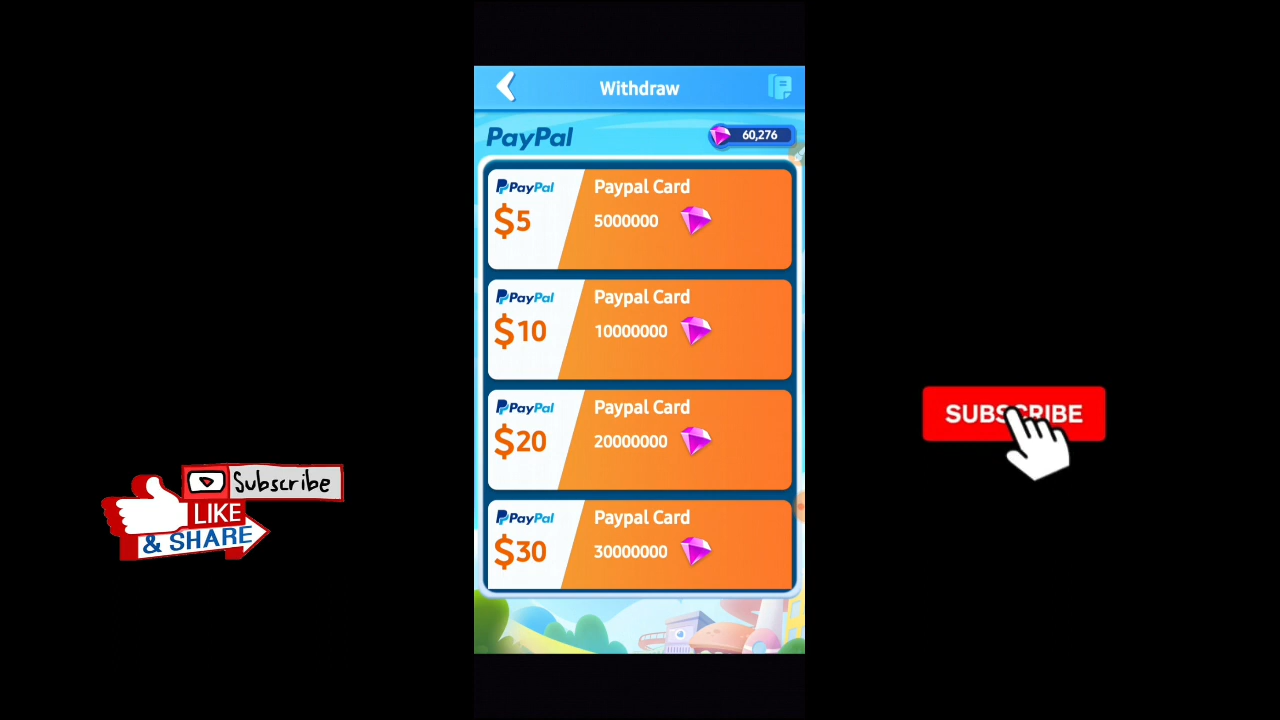 Withdraw
PayPal
60,276
PayPal
$5
Paypal Card
5000000
PayPal
$10
Paypal Card
10000000
PayPal
$20
Paypal Card
20000000
PayPal
$30
Paypal Card
30000000
Subscribe
LIKE
& SHARE
SUBSCRIBE